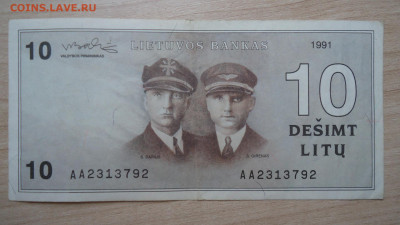 COINS.LAVE.RU
10
LIETUVOS BANKAS
1991
10
DEŠIMT
LITŲ
10
AA2313792
AA2313792